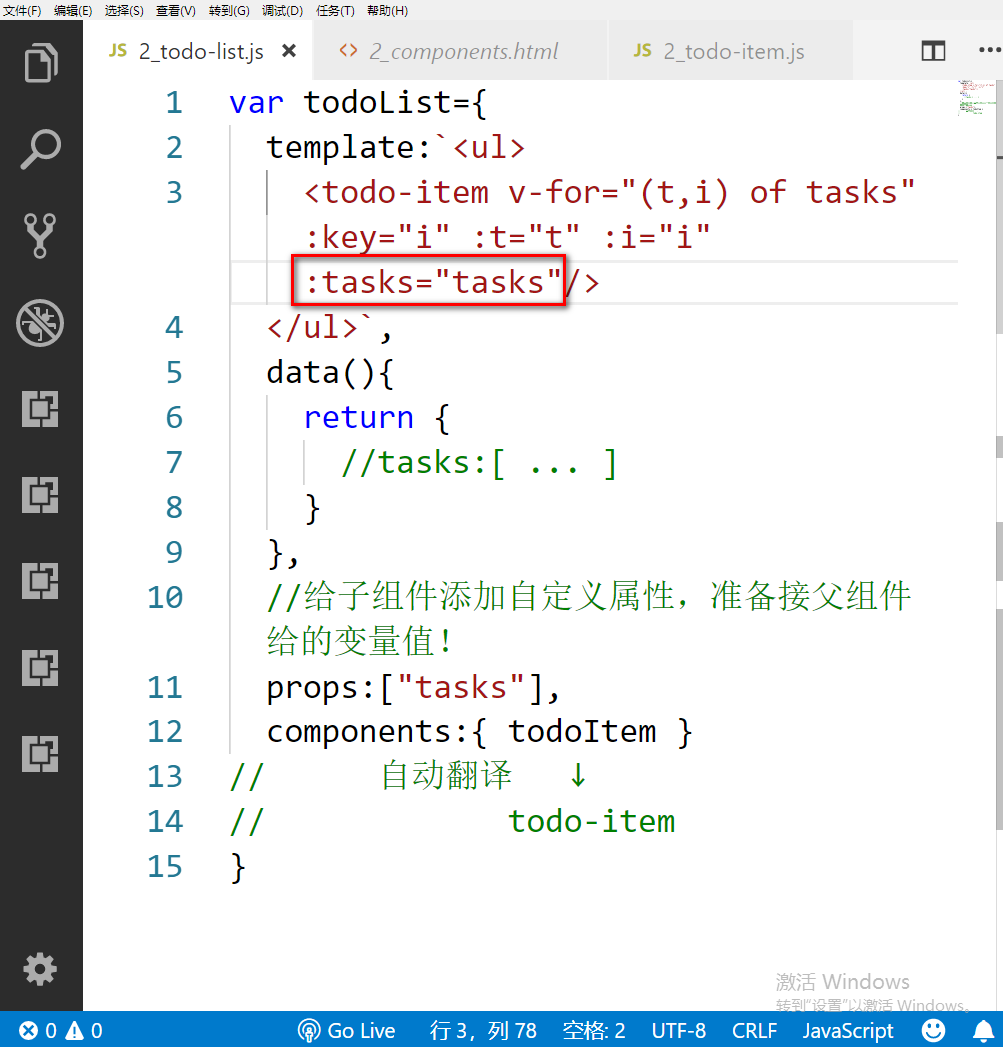 文件(F) 编辑(E) 选择(S) 查看(V) 转到(G) 调试(D) 任务(T) 帮助(H)
JS 2_todo-list.js × <> 2_components.html JS 2_todo-item.js ...
1 var todoList={
2 template:`<ul>
3 <todo-item v-for="(t,i) of tasks"
:key="i" :t="t" :i="i"
:tasks="tasks"/>
4 </ul>`,
5 data(){
6 return {
7 //tasks:[ ... ]
8 }
9 },
10 //给子组件添加自定义属性，准备接父组件
给的变量值！
11 props:["tasks"],
12 components:{ todoItem }
13 // 自动翻译 ↓
14 // todo-item
15 }
激活 Windows
转到“设置”以激活 Windows。
0 0 Go Live 行 3，列 78 空格: 2 UTF-8 CRLF JavaScript